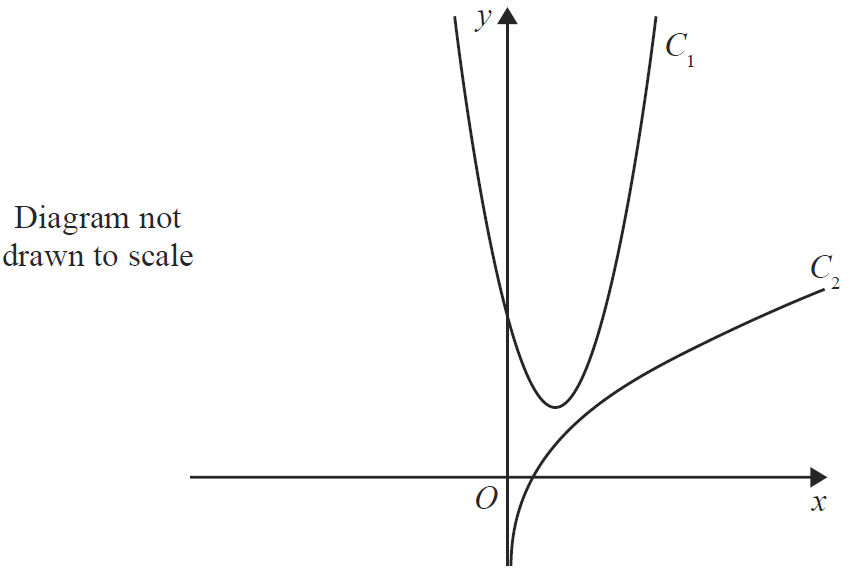 y
C₁
Diagram not
drawn to scale
C₂
O
x